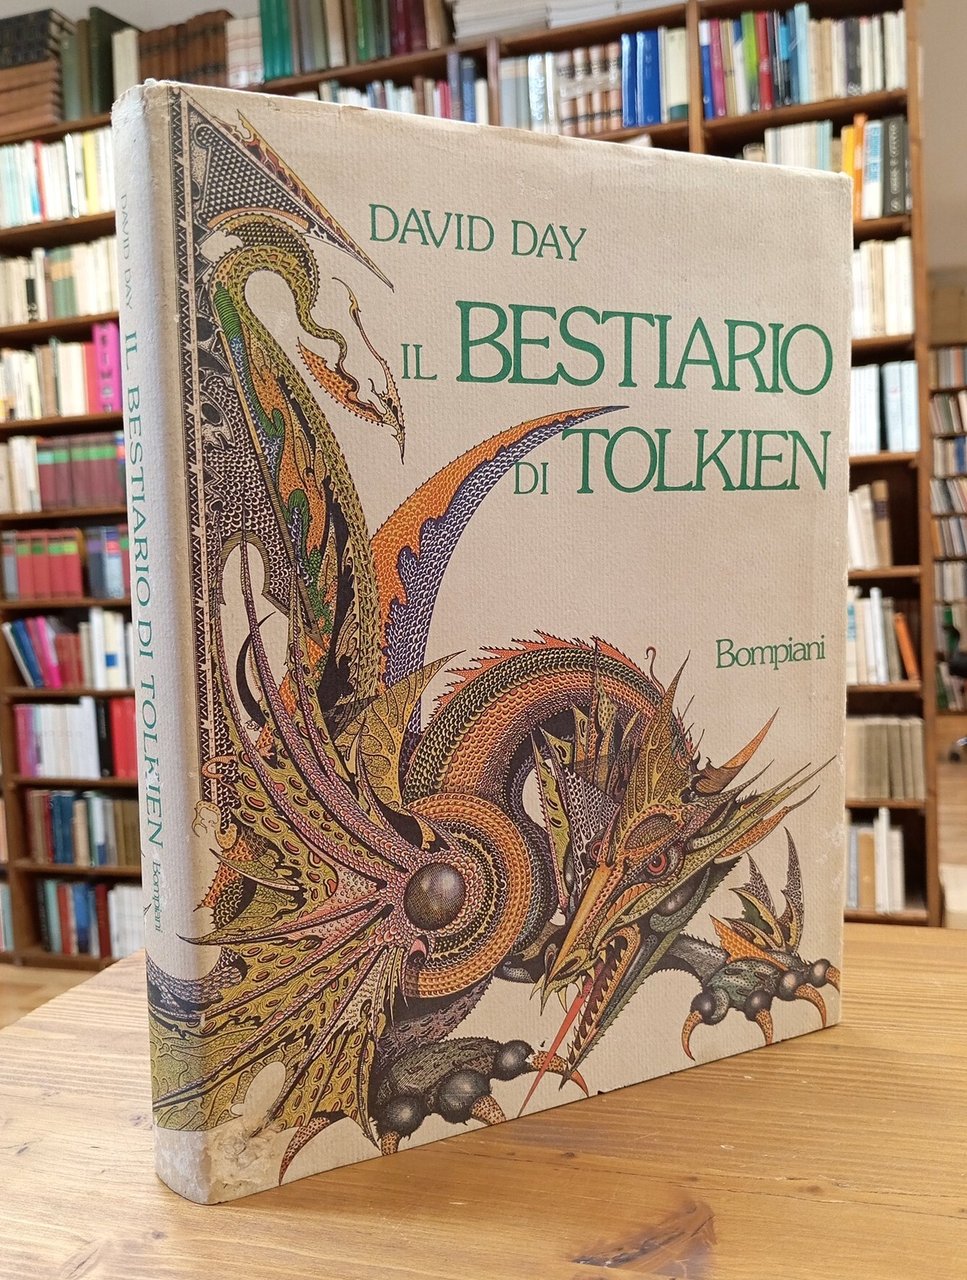 DAVID DAY
IL BESTIARIO
DI TOLKIEN
Bompiani
DAVID DAY IL BESTIARIO DI TOLKIEN Bompiani